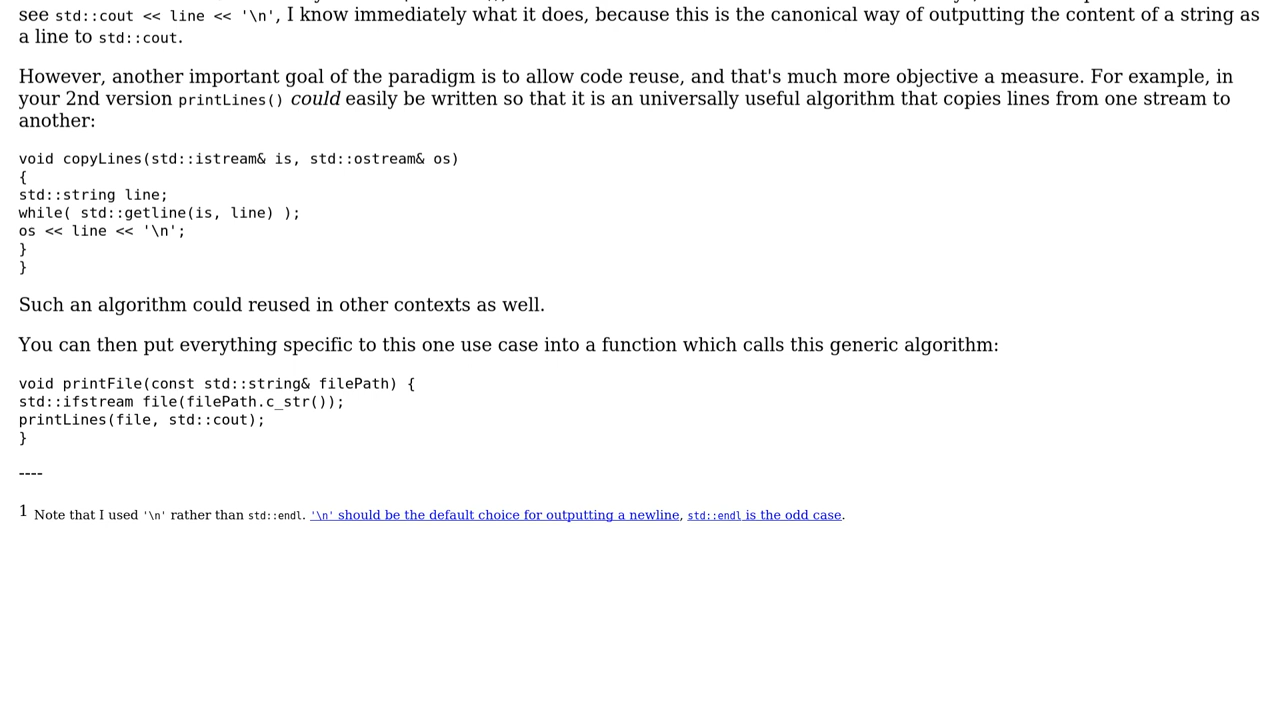 see std::cout << line << '\n', I know immediately what it does, because this is the canonical way of outputting the content of a string as
a line to std::cout.
However, another important goal of the paradigm is to allow code reuse, and that's much more objective a measure. For example, in
your 2nd version printLines() could easily be written so that it is an universally useful algorithm that copies lines from one stream to
another:
void copyLines(std::istream& is, std::ostream& os)
{
std::string line;
while( std::getline(is, line) );
os << line << '\n';
}
}
Such an algorithm could reused in other contexts as well.
You can then put everything specific to this one use case into a function which calls this generic algorithm:
void printFile(const std::string& filePath) {
std::ifstream file(filePath.c_str());
printLines(file, std::cout);
}
----
1 Note that I used '\n' rather than std::endl. '\n' should be the default choice for outputting a newline, std::endl is the odd case.